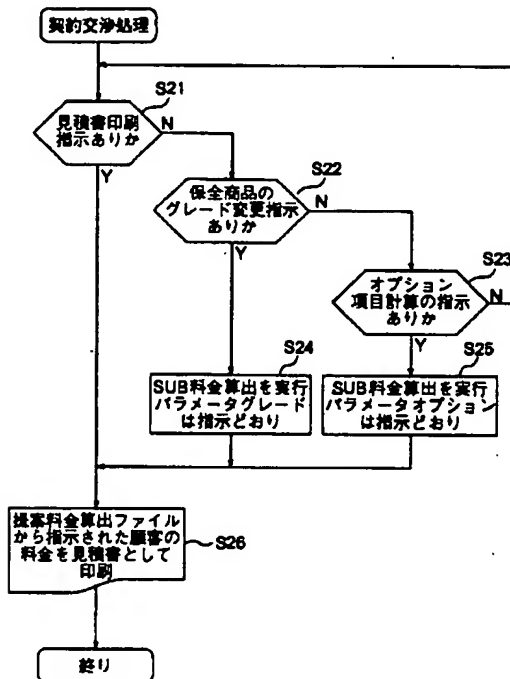 契約交渉処理
S21
見積書印刷
指示ありか
N
Y
S22
保全商品の
グレード変更指示
ありか
N
Y
S23
オプション
項目計算の指示
ありか
N
Y
S24
SUB料金算出を実行
パラメータグレード
は指示どおり
S25
SUB料金算出を実行
パラメータオプション
は指示どおり
提案料金算出ファイル
から指示された顧客の
料金を見積書として
印刷
S26
終り